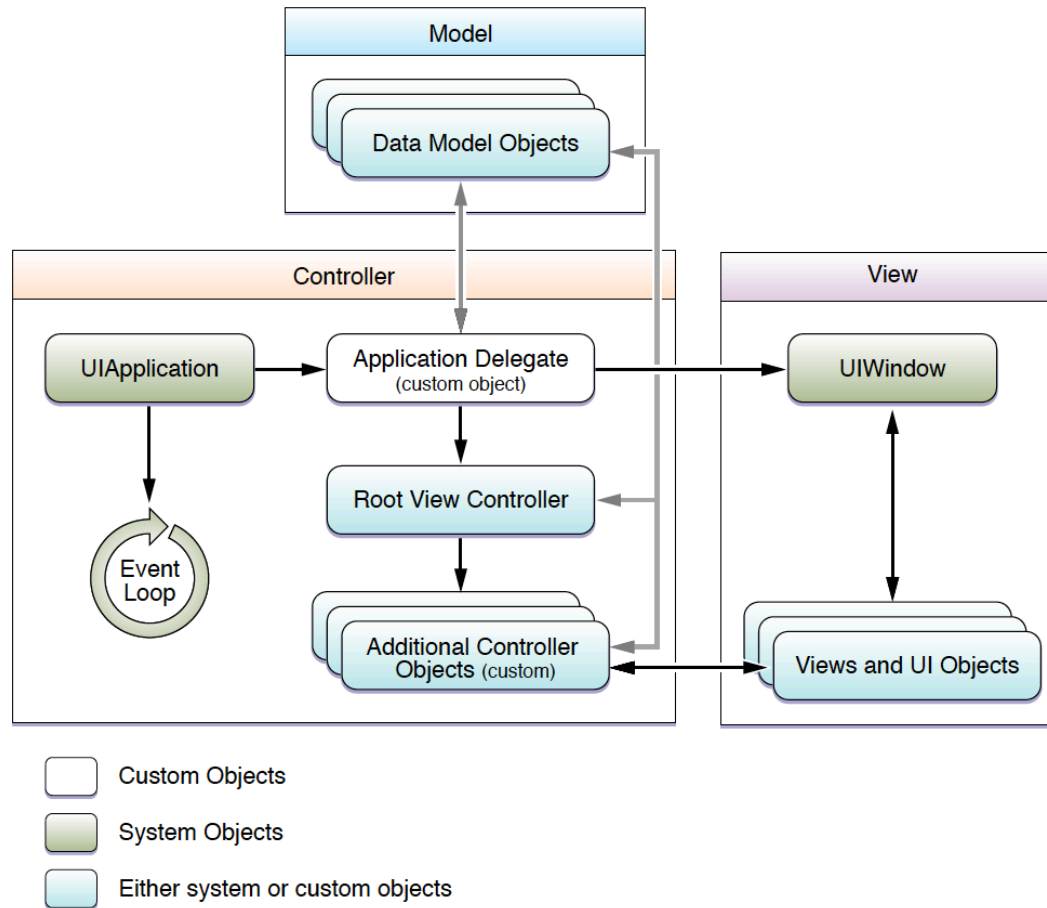 Model
Data Model Objects
Controller
View
UIApplication
Application Delegate
(custom object)
UIWindow
Root View Controller
Event
Loop
Additional Controller
Objects (custom)
Views and UI Objects
Custom Objects
System Objects
Either system or custom objects